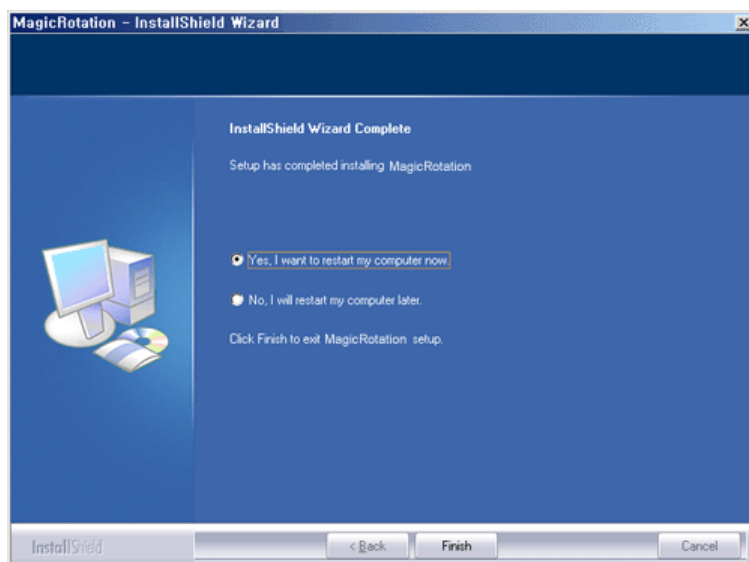 MagicRotation - InstallShield Wizard
InstallShield Wizard Complete
Setup has completed installing MagicRotation
Yes, I want to restart my computer now.
No, I will restart my computer later.
Click Finish to exit MagicRotation setup.
InstallShield
< Back
Finish
Cancel